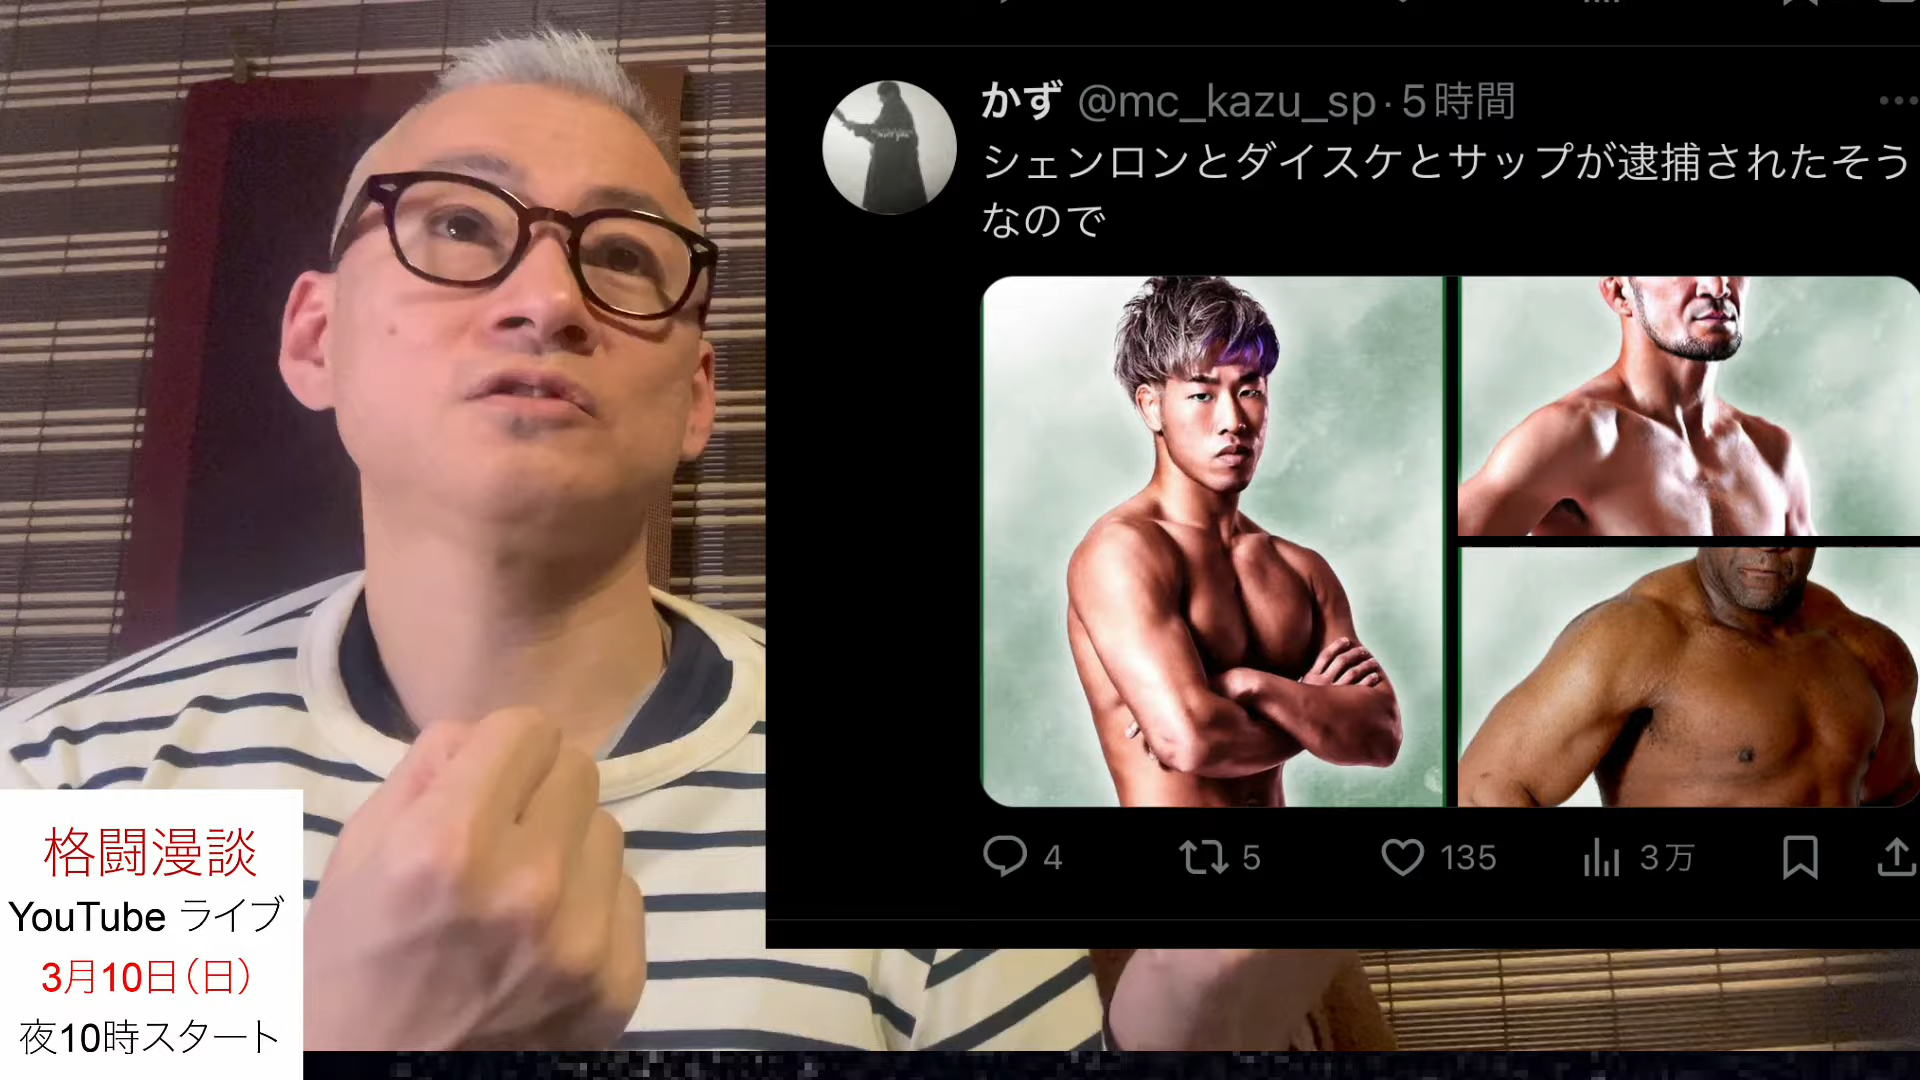 かず @mc_kazu_sp · 5時間
シェンロンとダイスケとサップが逮捕されたそう
なので
4 5 135 3万
格闘漫談
YouTube ライブ
3月10日(日)
夜10時スタート